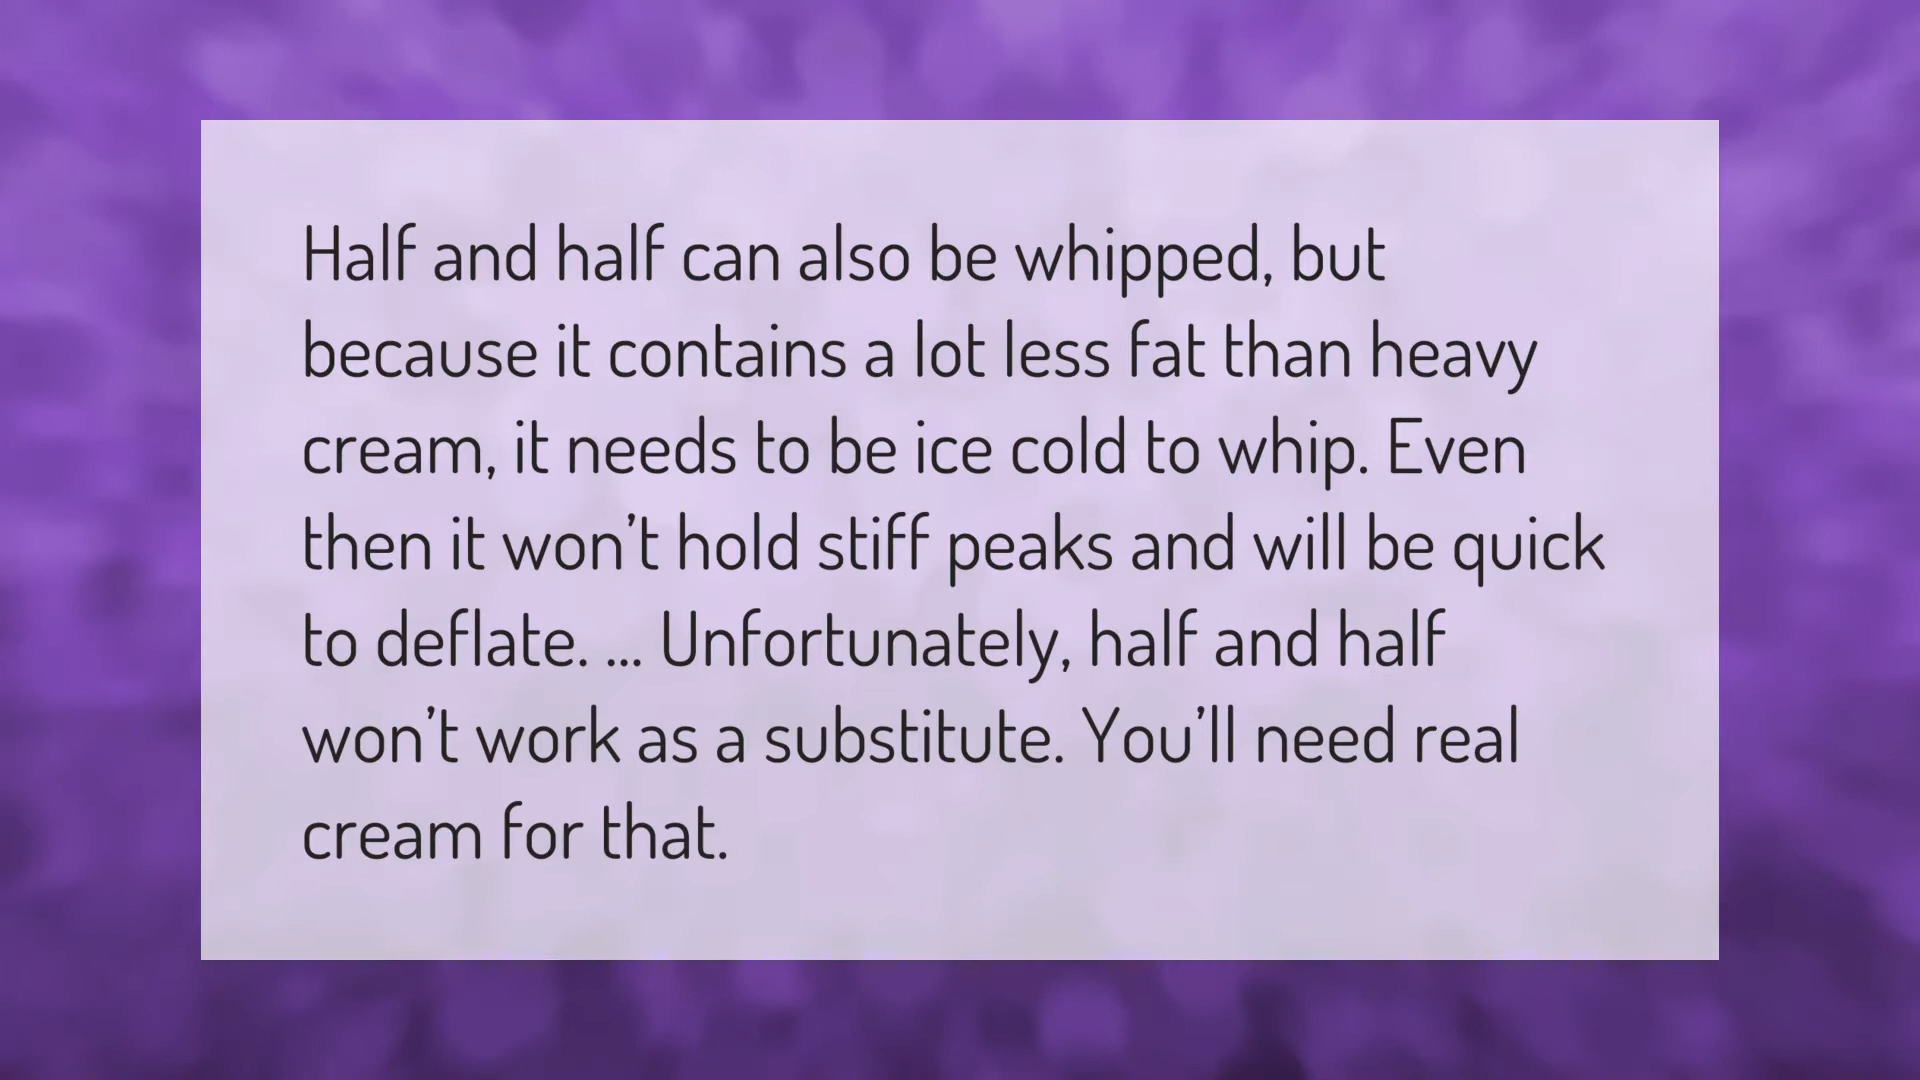 Half and half can also be whipped, but
because it contains a lot less fat than heavy
cream, it needs to be ice cold to whip. Even
then it won’t hold stiff peaks and will be quick
to deflate. ... Unfortunately, half and half
won’t work as a substitute. You’ll need real
cream for that.